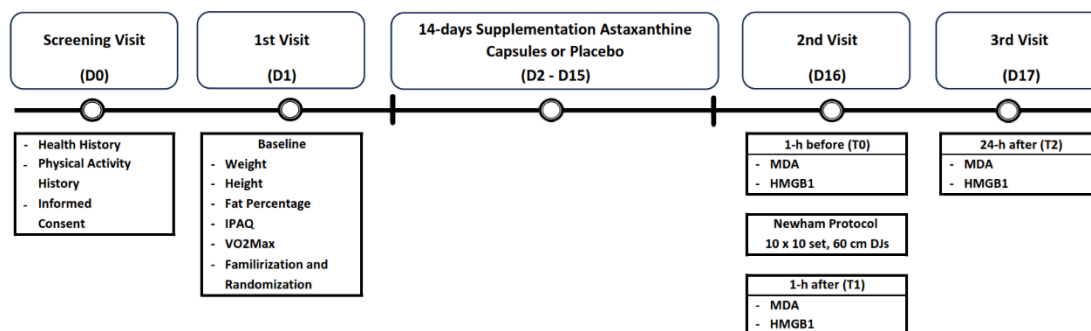 Screening Visit
(D0)
1st Visit
(D1)
14-days Supplementation Astaxanthine
Capsules or Placebo
(D2 - D15)
2nd Visit
(D16)
3rd Visit
(D17)
- Health History
- Physical Activity
History
- Informed
Consent
Baseline
- Weight
- Height
- Fat Percentage
- IPAQ
- VO2Max
- Familirization and
Randomization
1-h before (T0)
- MDA
- HMGB1
Newham Protocol
10 x 10 set, 60 cm DJs
1-h after (T1)
- MDA
- HMGB1
24-h after (T2)
- MDA
- HMGB1